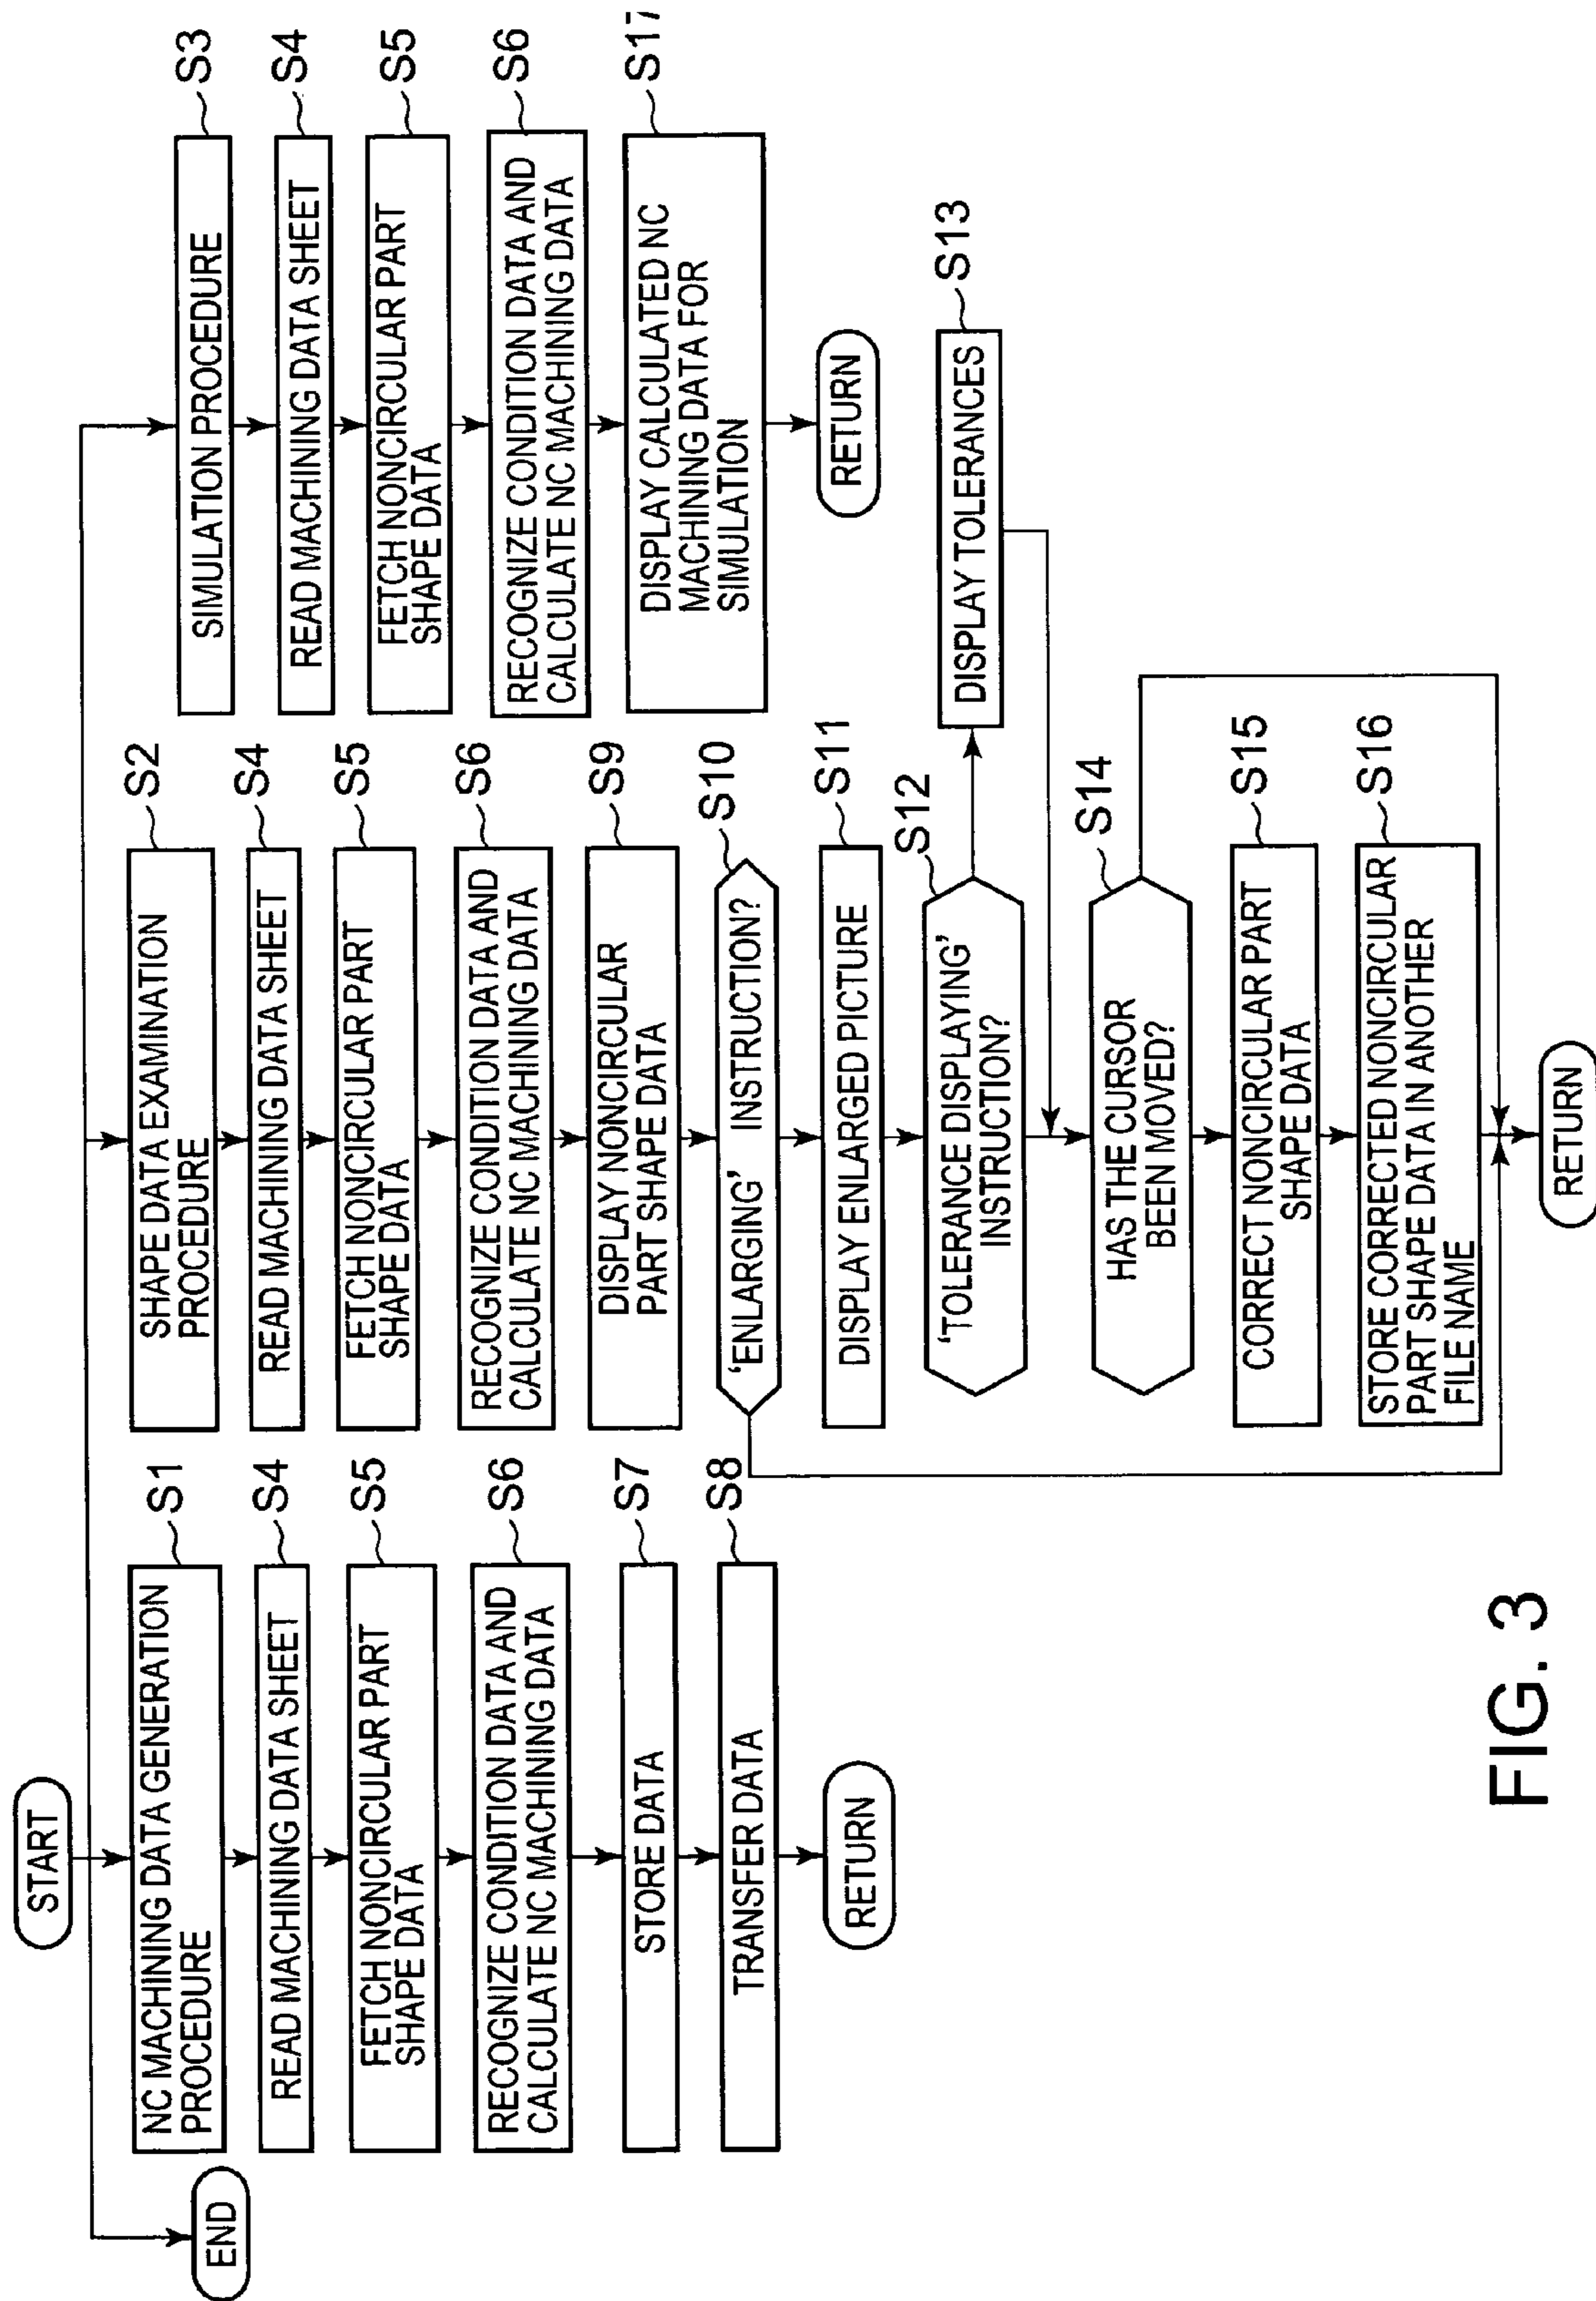 START
END
NC MACHINING DATA GENERATION
PROCEDURE
S1
READ MACHINING DATA SHEET
S4
FETCH NONCIRCULAR PART
SHAPE DATA
S5
RECOGNIZE CONDITION DATA AND
CALCULATE NC MACHINING DATA
S6
STORE DATA
S7
TRANSFER DATA
S8
RETURN
SHAPE DATA EXAMINATION
PROCEDURE
S2
READ MACHINING DATA SHEET
S4
FETCH NONCIRCULAR PART
SHAPE DATA
S5
RECOGNIZE CONDITION DATA AND
CALCULATE NC MACHINING DATA
S6
DISPLAY NONCIRCULAR
PART SHAPE DATA
S9
'ENLARGING' INSTRUCTION?
S10
DISPLAY ENLARGED PICTURE
S11
'TOLERANCE DISPLAYING'
INSTRUCTION?
S12
DISPLAY TOLERANCES
S13
HAS THE CURSOR
BEEN MOVED?
S14
CORRECT NONCIRCULAR PART
SHAPE DATA
S15
STORE CORRECTED NONCIRCULAR
PART SHAPE DATA IN ANOTHER
FILE NAME
S16
RETURN
SIMULATION PROCEDURE
S3
READ MACHINING DATA SHEET
S4
FETCH NONCIRCULAR PART
SHAPE DATA
S5
RECOGNIZE CONDITION DATA AND
CALCULATE NC MACHINING DATA
S6
DISPLAY CALCULATED NC
MACHINING DATA FOR
SIMULATION
S17
RETURN
FIG. 3